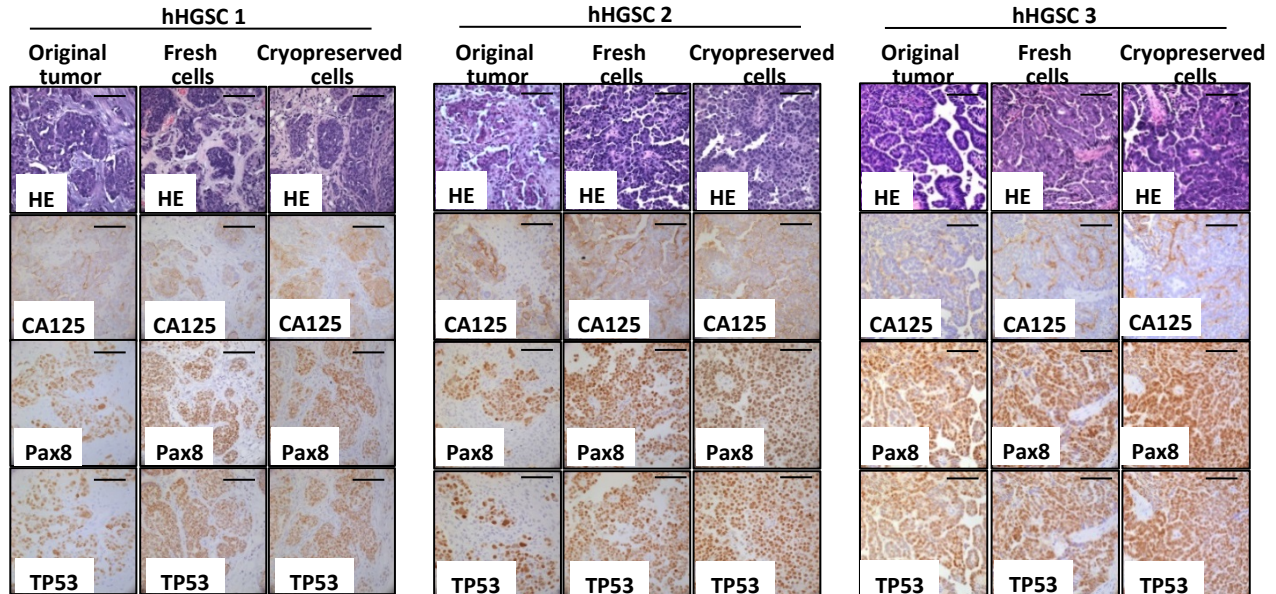 hHGSC 1
hHGSC 2
hHGSC 3
Original tumor
Fresh cells
Cryopreserved cells
Original tumor
Fresh cells
Cryopreserved cells
Original tumor
Fresh cells
Cryopreserved cells
HE
HE
HE
HE
HE
HE
HE
HE
HE
CA125
CA125
CA125
CA125
CA125
CA125
CA125
CA125
CA125
Pax8
Pax8
Pax8
Pax8
Pax8
Pax8
Pax8
Pax8
Pax8
TP53
TP53
TP53
TP53
TP53
TP53
TP53
TP53
TP53